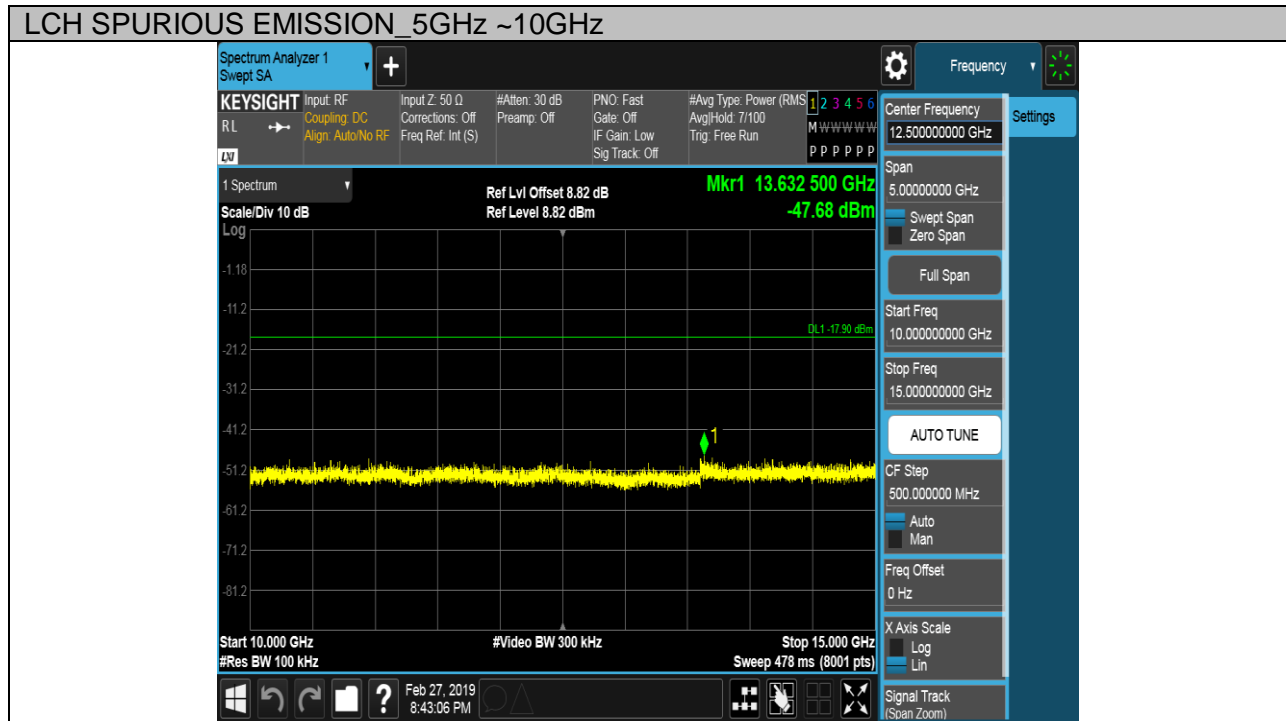 LCH SPURIOUS EMISSION_5GHz ~10GHz
Spectrum Analyzer 1
Swept SA
+
Frequency
KEYSIGHT
RL
LXI
Input: RF
Coupling: DC
Align: Auto/No RF
Input Z: 50 Ω
Corrections: Off
Freq Ref: Int (S)
#Atten: 30 dB
Preamp: Off
PNO: Fast
Gate: Off
IF Gain: Low
Sig Track: Off
#Avg Type: Power (RMS
Avg|Hold: 7/100
Trig: Free Run
1 2 3 4 5 6
M W W W W W
P P P P P P
Center Frequency
12.500000000 GHz
Settings
Span
5.00000000 GHz
Swept Span
Zero Span
Full Span
Start Freq
10.000000000 GHz
Stop Freq
15.000000000 GHz
AUTO TUNE
CF Step
500.000000 MHz
Auto
Man
Freq Offset
0 Hz
X Axis Scale
Log
Lin
Signal Track
(Span Zoom)
1 Spectrum
Scale/Div 10 dB
Log
Ref Lvl Offset 8.82 dB
Ref Level 8.82 dBm
Mkr1 13.632 500 GHz
-47.68 dBm
-1.18
-11.2
DL1 -17.90 dBm
-21.2
-31.2
-41.2
1
-51.2
-61.2
-71.2
-81.2
Start 10.000 GHz
#Res BW 100 kHz
#Video BW 300 kHz
Stop 15.000 GHz
Sweep 478 ms (8001 pts)
?
Feb 27, 2019
8:43:06 PM